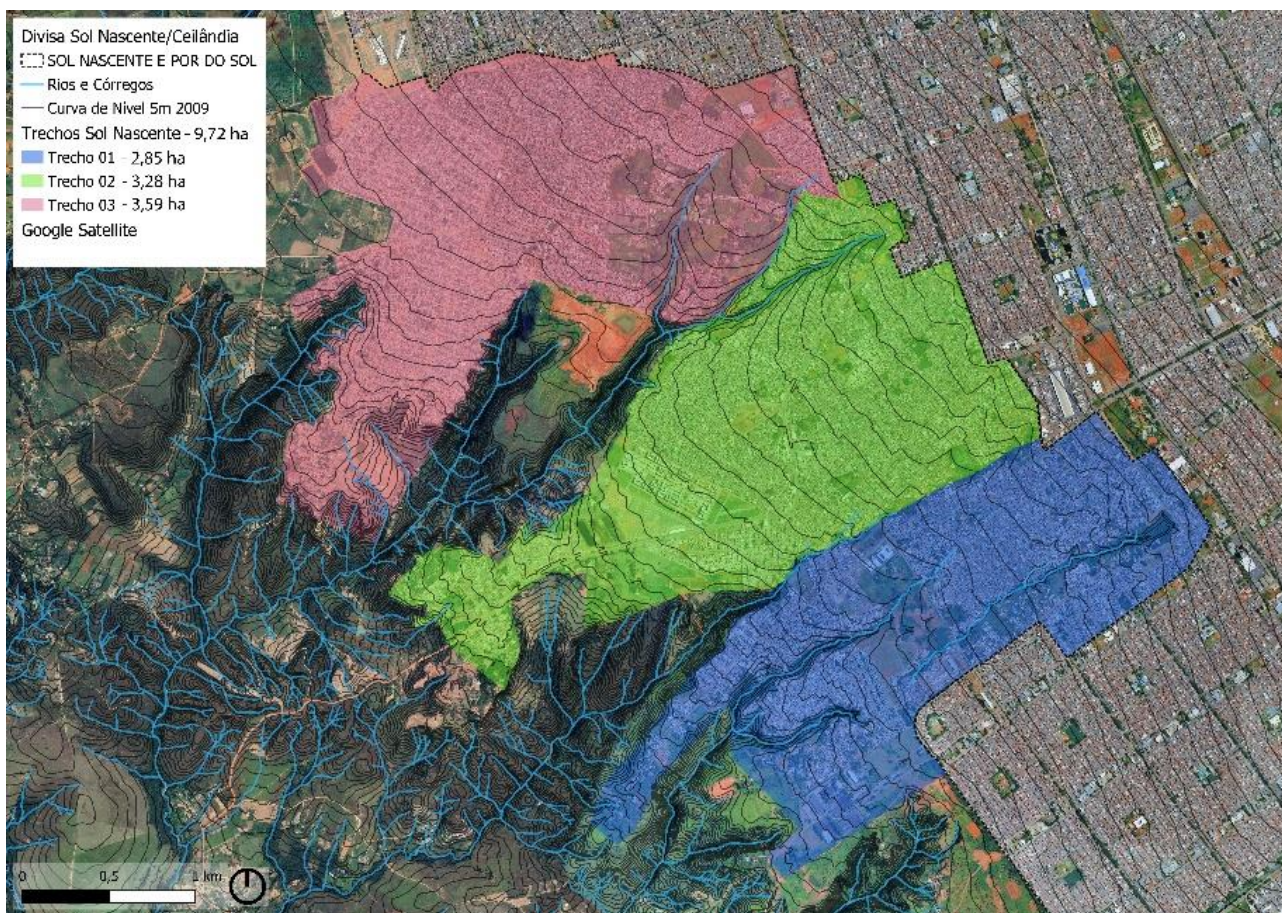 Divisa Sol Nascente/Ceilândia
SOL NASCENTE E POR DO SOL
Rios e Córregos
Curva de Nivel 5m 2009
Trechos Sol Nascente - 9,72 ha
Trecho 01 - 2,85 ha
Trecho 02 - 3,28 ha
Trecho 03 - 3,59 ha
Google Satellite
0 0,5 1 km